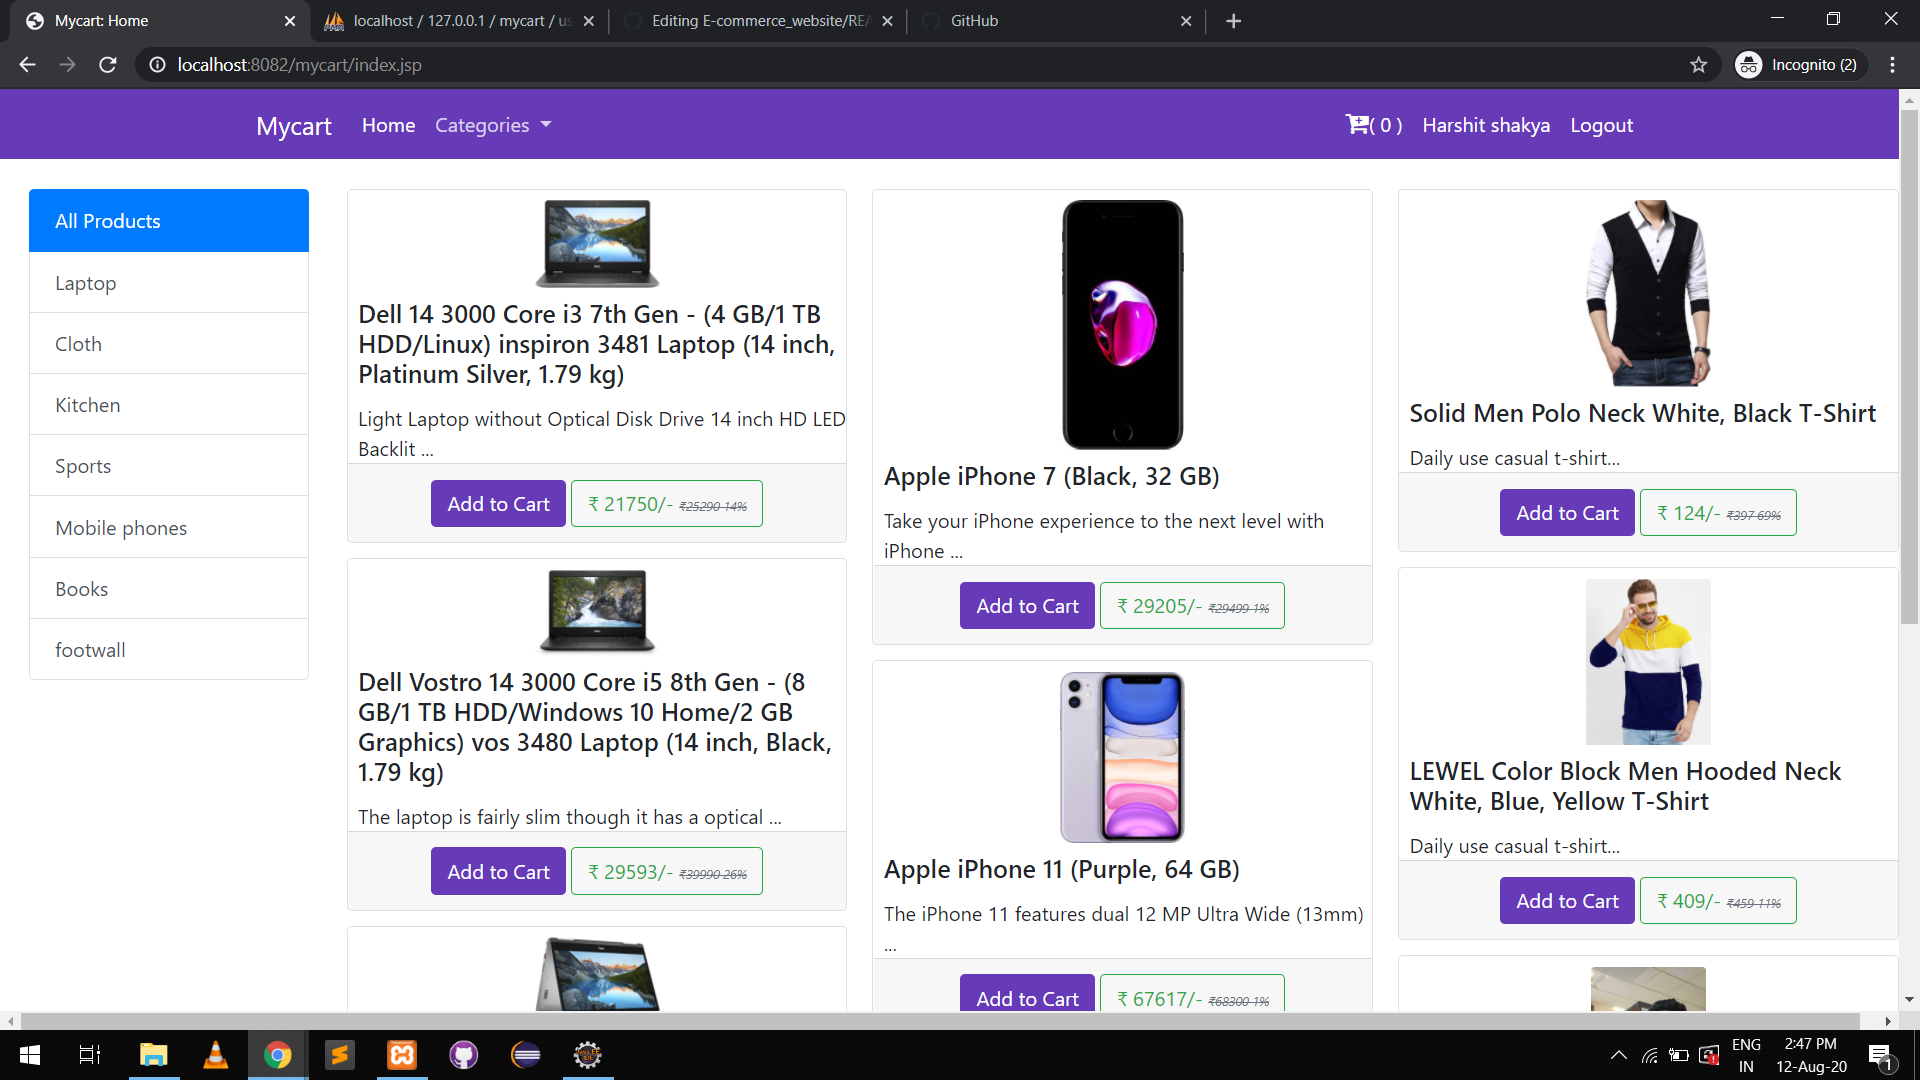 Mycart: Home
localhost / 127.0.0.1 / mycart / us
Editing E-commerce_website/REA
GitHub
localhost:8082/mycart/index.jsp
Incognito (2)
Mycart
Home
Categories
( 0 )
Harshit shakya
Logout
All Products
Laptop
Cloth
Kitchen
Sports
Mobile phones
Books
footwall
Dell 14 3000 Core i3 7th Gen - (4 GB/1 TB
HDD/Linux) inspiron 3481 Laptop (14 inch,
Platinum Silver, 1.79 kg)
Light Laptop without Optical Disk Drive 14 inch HD LED
Backlit ...
Add to Cart
₹ 21750/- ₹25290 14%
Dell Vostro 14 3000 Core i5 8th Gen - (8
GB/1 TB HDD/Windows 10 Home/2 GB
Graphics) vos 3480 Laptop (14 inch, Black,
1.79 kg)
The laptop is fairly slim though it has a optical ...
Add to Cart
₹ 29593/- ₹39990 26%
Apple iPhone 7 (Black, 32 GB)
Take your iPhone experience to the next level with
iPhone ...
Add to Cart
₹ 29205/- ₹29499 1%
Apple iPhone 11 (Purple, 64 GB)
The iPhone 11 features dual 12 MP Ultra Wide (13mm)
...
Add to Cart
₹ 67617/- ₹68300 1%
Solid Men Polo Neck White, Black T-Shirt
Daily use casual t-shirt...
Add to Cart
₹ 124/- ₹397 69%
LEWEL Color Block Men Hooded Neck
White, Blue, Yellow T-Shirt
Daily use casual t-shirt...
Add to Cart
₹ 409/- ₹459 11%
ENG
IN
2:47 PM
12-Aug-20
1